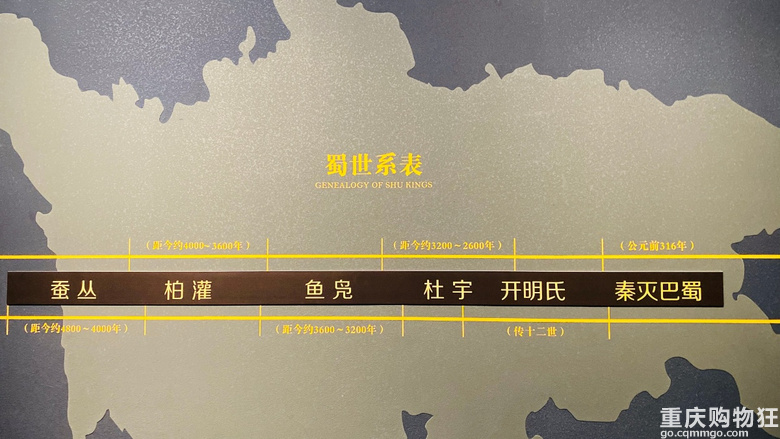 蜀世系表
GENEALOGY OF SHU KINGS
（距今约4000~3600年）
（距今约3200~2600年）
（公元前316年）
蚕丛
柏灌
鱼凫
杜宇
开明氏
秦灭巴蜀
（距今约4800~4000年）
（距今约3600~3200年）
（传十二世）
重庆购物狂
go.cqmmgo.com